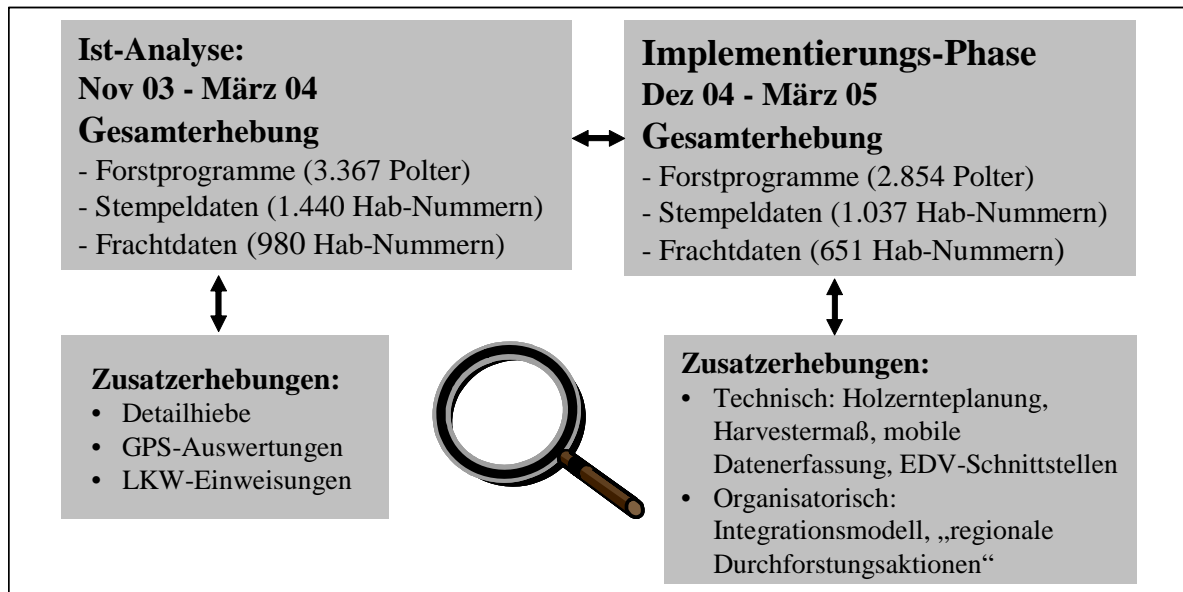 Ist-Analyse:
Nov 03 - März 04
Gesamterhebung
- Forstprogramme (3.367 Polter)
- Stempeldaten (1.440 Hab-Nummern)
- Frachtdaten (980 Hab-Nummern)
Implementierungs-Phase
Dez 04 - März 05
Gesamterhebung
- Forstprogramme (2.854 Polter)
- Stempeldaten (1.037 Hab-Nummern)
- Frachtdaten (651 Hab-Nummern)
Zusatzerhebungen:
• Detailhiebe
• GPS-Auswertungen
• LKW-Einweisungen
Zusatzerhebungen:
• Technisch: Holzernteplanung,
Harvestermaß, mobile
Datenerfassung, EDV-Schnittstellen
• Organisatorisch:
Integrationsmodell, „regionale
Durchforstungsaktionen“